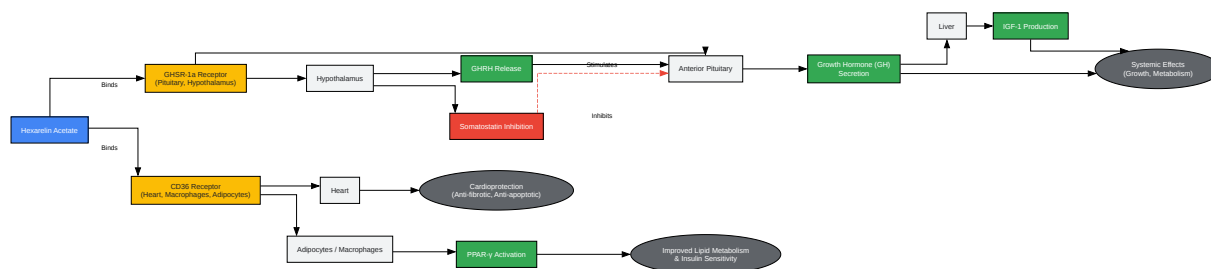 Liver
IGF-1 Production
GHSR-1a Receptor
(Pituitary, Hypothalamus)
Hypothalamus
GHRH Release
Stimulates
Anterior Pituitary
Growth Hormone (GH)
Secretion
Systemic Effects
(Growth, Metabolism)
Binds
Hexarelin Acetate
Somatostatin Inhibition
Inhibits
Binds
CD36 Receptor
(Heart, Macrophages, Adipocytes)
Heart
Cardioprotection
(Anti-fibrotic, Anti-apoptotic)
Adipocytes / Macrophages
PPAR-γ Activation
Improved Lipid Metabolism
& Insulin Sensitivity